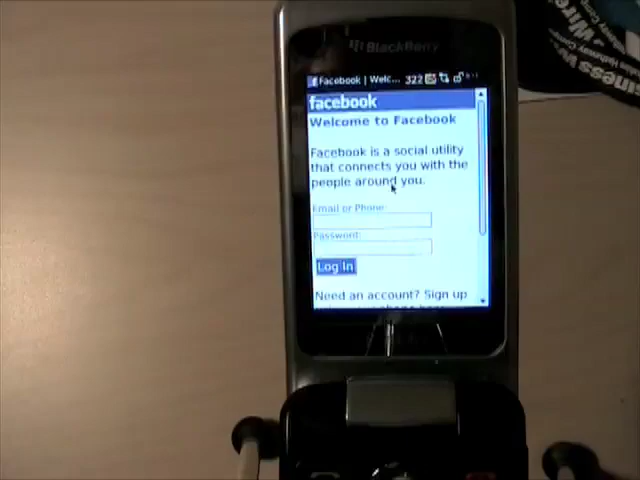 BlackBerry
Facebook | Welc... 322
facebook
Welcome to Facebook
Facebook is a social utility
that connects you with the
people around you.
Email or Phone:
Password:
Log In
Need an account? Sign up